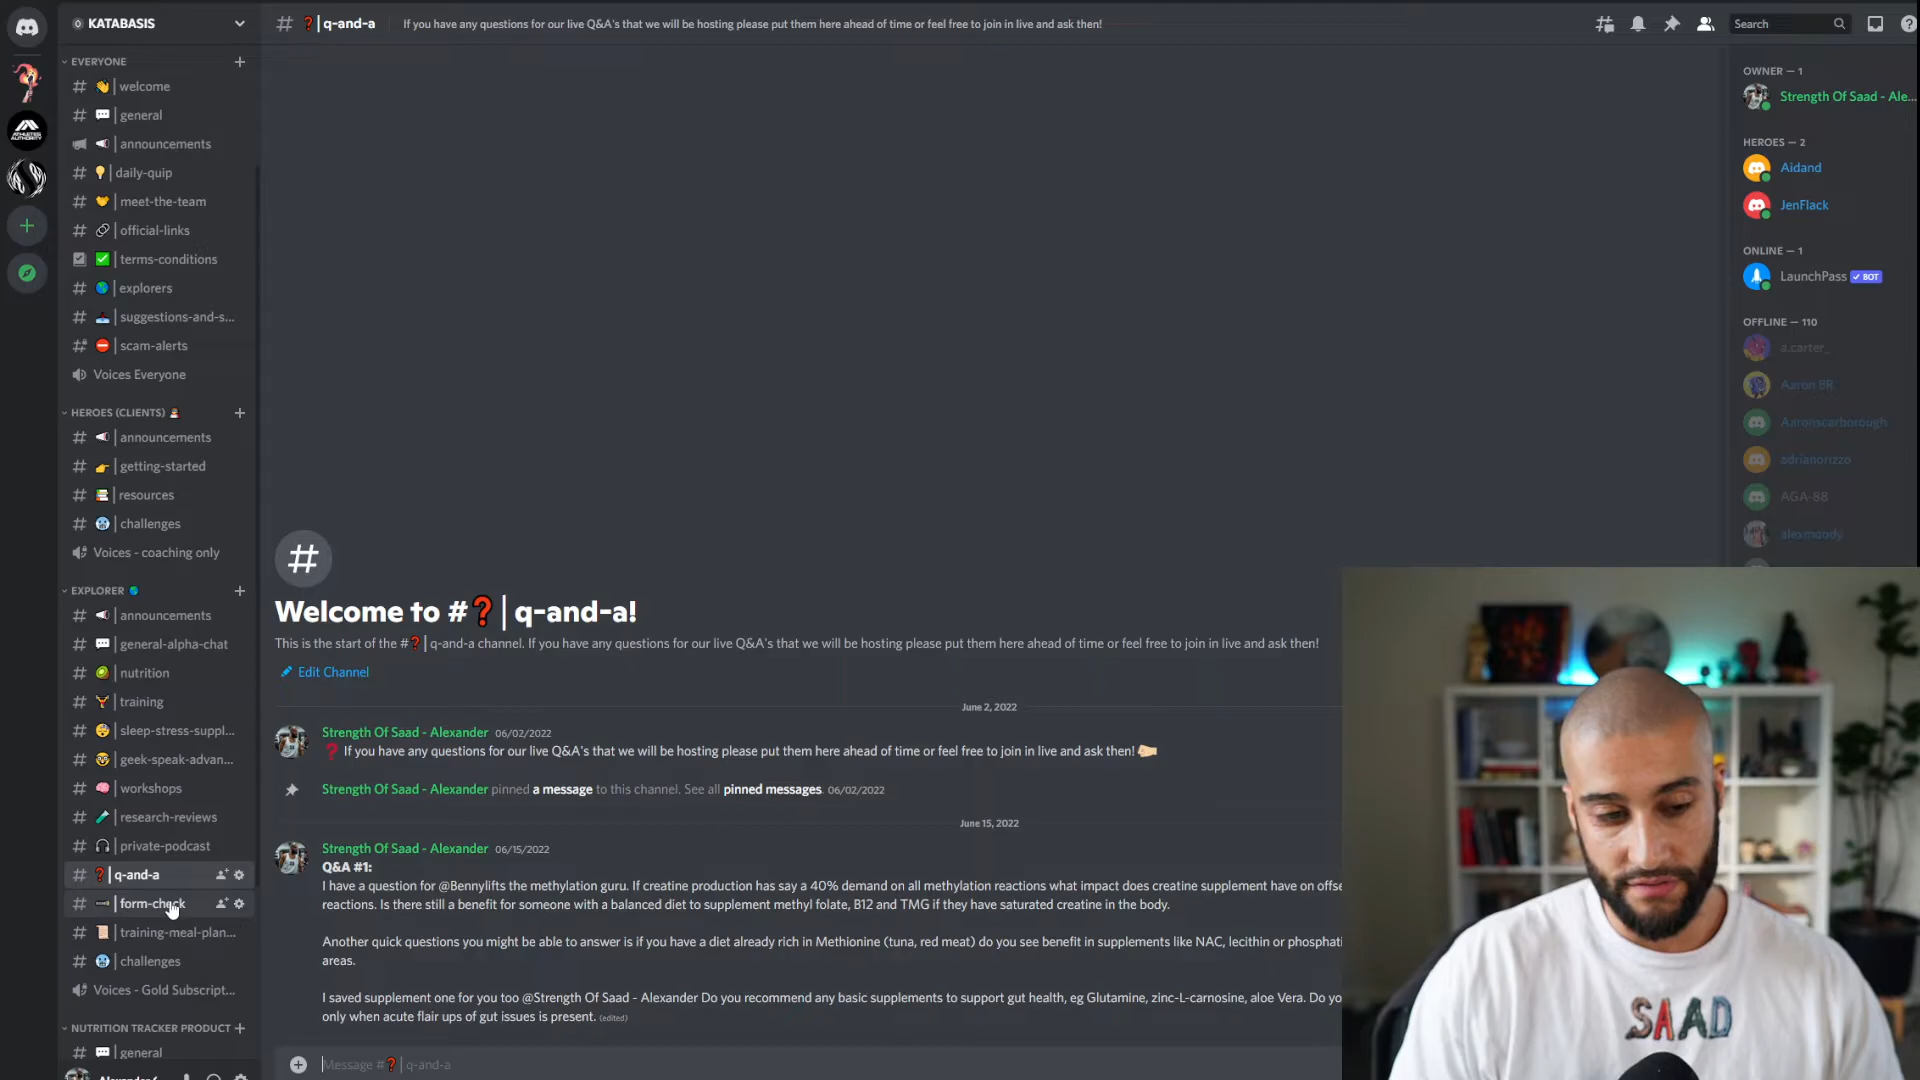 KATABASIS
EVERYONE
welcome
general
announcements
daily-quip
meet-the-team
official-links
terms-conditions
explorers
suggestions-and-s...
scam-alerts
Voices Everyone
HEROES (CLIENTS)
announcements
getting-started
resources
challenges
Voices - coaching only
EXPLORER
announcements
general-alpha-chat
nutrition
training
sleep-stress-suppl...
geek-speak-advan...
workshops
research-reviews
private-podcast
q-and-a
form-check
training-meal-plan...
challenges
Voices - Gold Subscript...
NUTRITION TRACKER PRODUCT
general
# ❓| q-and-a
If you have any questions for our live Q&A's that we will be hosting please put them here ahead of time or feel free to join in live and ask then!
Search
Welcome to #❓| q-and-a!
This is the start of the #❓| q-and-a channel. If you have any questions for our live Q&A's that we will be hosting please put them here ahead of time or feel free to join in live and ask then!
Edit Channel
June 2, 2022
Strength Of Saad - Alexander 06/02/2022
❓ If you have any questions for our live Q&A's that we will be hosting please put them here ahead of time or feel free to join in live and ask then!
Strength Of Saad - Alexander pinned a message to this channel. See all pinned messages. 06/02/2022
June 15, 2022
Strength Of Saad - Alexander 06/15/2022
Q&A #1:
I have a question for @Bennylifts the methylation guru. If creatine production has say a 40% demand on all methylation reactions what impact does creatine supplement have on offse
reactions. Is there still a benefit for someone with a balanced diet to supplement methyl folate, B12 and TMG if they have saturated creatine in the body.
Another quick questions you might be able to answer is if you have a diet already rich in Methionine (tuna, red meat) do you see benefit in supplements like NAC, lecithin or phosphati
areas.
I saved supplement one for you too @Strength Of Saad - Alexander Do you recommend any basic supplements to support gut health, eg Glutamine, zinc-L-carnosine, aloe Vera. Do yo
only when acute flair ups of gut issues is present. (edited)
Message #❓| q-and-a
OWNER — 1
Strength Of Saad - Ale...
HEROES — 2
Aidand
JenFlack
ONLINE — 1
LaunchPass ✓ BOT
OFFLINE — 110
a.carter_
Aaron BR
Aaronscarborough
adrianorizzo
AGA-88
alexmoody
SAAD